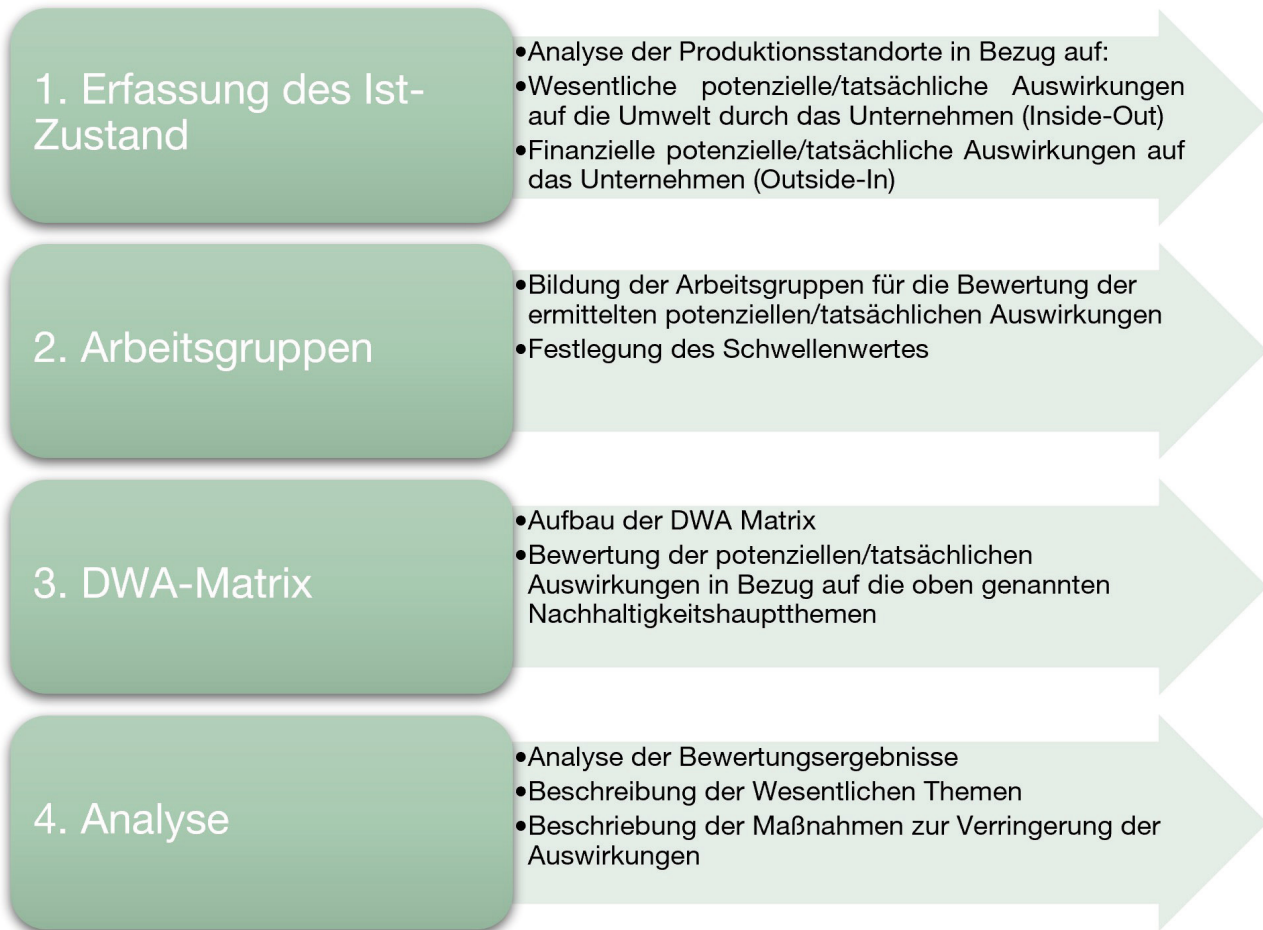 1. Erfassung des Ist-
Zustand
•Analyse der Produktionsstandorte in Bezug auf:
•Wesentliche potenzielle/tatsächliche Auswirkungen
auf die Umwelt durch das Unternehmen (Inside-Out)
•Finanzielle potenzielle/tatsächliche Auswirkungen auf
das Unternehmen (Outside-In)
2. Arbeitsgruppen
•Bildung der Arbeitsgruppen für die Bewertung der
ermittelten potenziellen/tatsächlichen Auswirkungen
•Festlegung des Schwellenwertes
3. DWA-Matrix
•Aufbau der DWA Matrix
•Bewertung der potenziellen/tatsächlichen
Auswirkungen in Bezug auf die oben genannten
Nachhaltigkeitshauptthemen
4. Analyse
•Analyse der Bewertungsergebnisse
•Beschreibung der Wesentlichen Themen
•Beschriebung der Maßnahmen zur Verringerung der
Auswirkungen